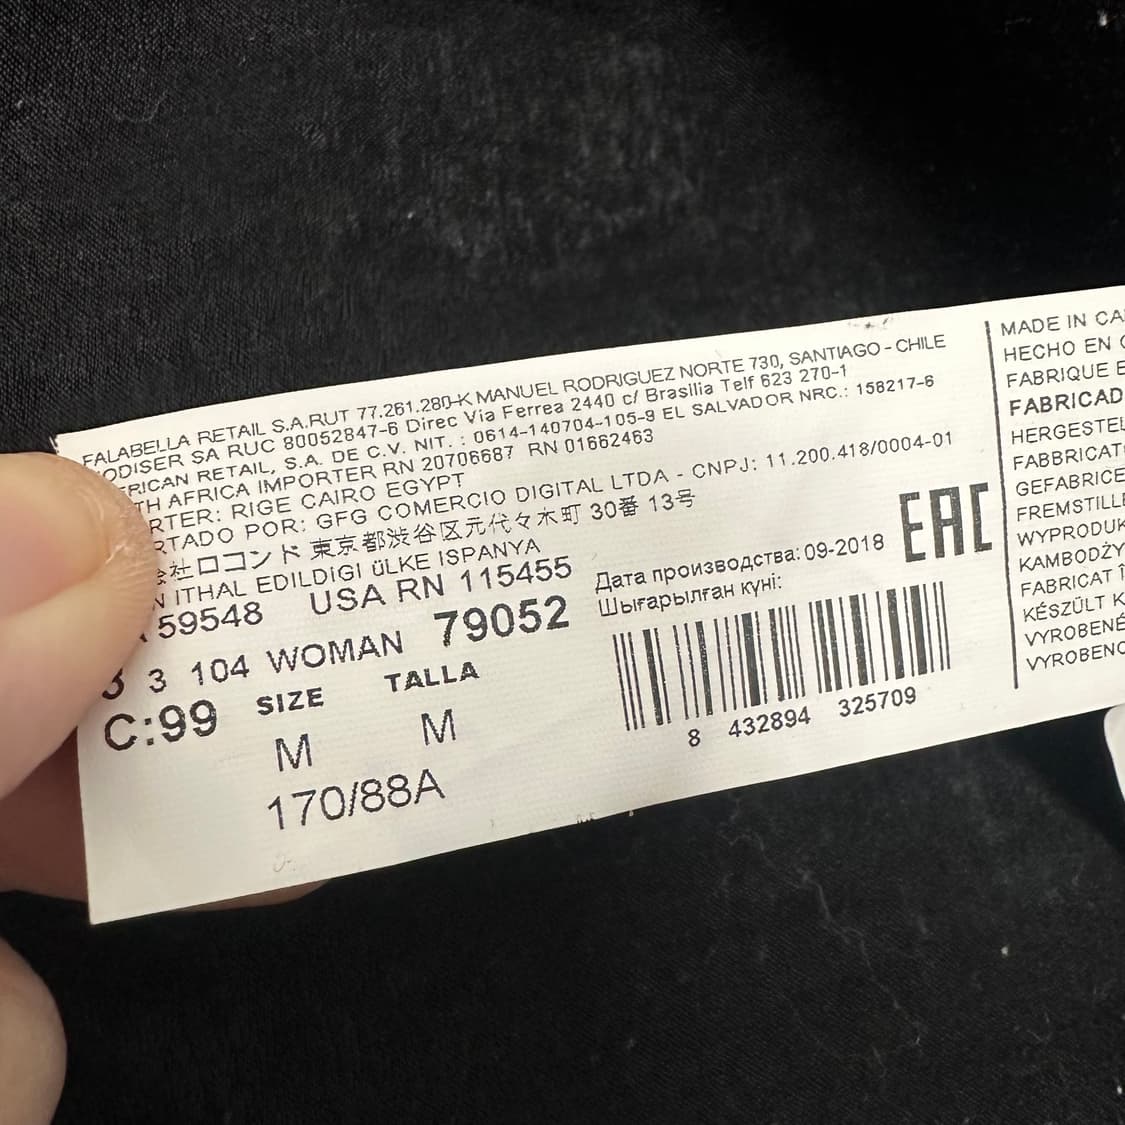 FALABELLA RETAIL S.A.RUT 77.261.280-K MANUEL RODRIGUEZ NORTE 730, SANTIAGO - CHILE
ODISER SA RUC 80052847-6 Direc Via Ferrea 2440 c/ Brasilia Telf 623 270-1
ERICAN RETAIL, S.A. DE C.V. NIT. : 0614-140704-105-9 EL SALVADOR NRC.: 158217-6
TH AFRICA IMPORTER RN 20706687 RN 01662463
RTER: RIGE CAIRO EGYPT
RTADO POR: GFG COMERCIO DIGITAL LTDA - CNPJ: 11.200.418/0004-01
会社ロコンド 東京都渋谷区元代々木町 30番 13号
N İTHAL EDILDiGI üLKE ISPANYA
59548 USA RN 115455
3 104 WOMAN 79052
C:99 SIZE TALLA
M M
170/88A
Дата производства: 09-2018
Шығарылған күні:
EAC
8 432894 325709
MADE IN CA
HECHO EN
FABRIQUE E
FABRICAD
HERGESTEL
FABBRICAT
GEFABRICE
FREMSTILLE
WYPRODUK
KAMBODŻY
FABRICAT Î
KÉSZÜLT K
VYROBENÉ
VYROBENO